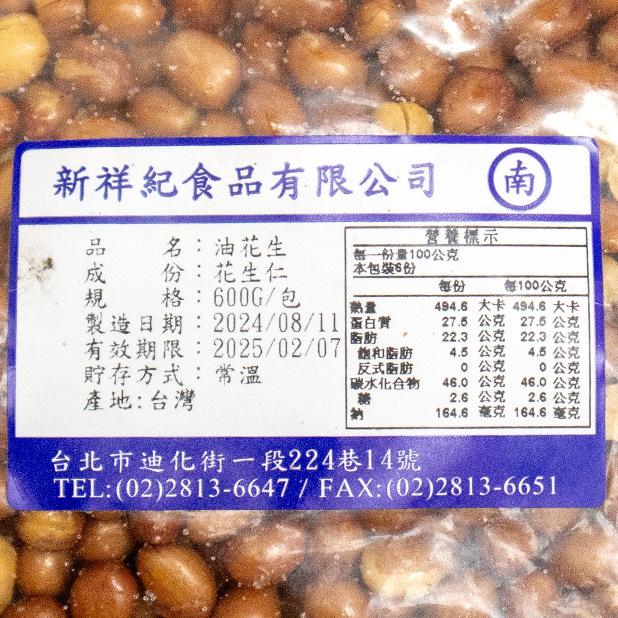 新祥紀食品有限公司 南
品 名：油花生
成 份：花生仁
規 格：600G/包
製造日期：2024/08/11
有效期限：2025/02/07
貯存方式：常溫
產地:台灣
營養標示
每一份量100公克
本包裝6份
每份 每100公克
熱量 494.6 大卡 494.6 大卡
蛋白質 27.5 公克 27.5 公克
脂肪 22.3 公克 22.3 公克
飽和脂肪 4.5 公克 4.5 公克
反式脂肪 0 公克 0 公克
碳水化合物 46.0 公克 46.0 公克
糖 2.6 公克 2.6 公克
鈉 164.6 毫克 164.6 毫克
台北市迪化街一段224巷14號
TEL:(02)2813-6647 / FAX:(02)2813-6651